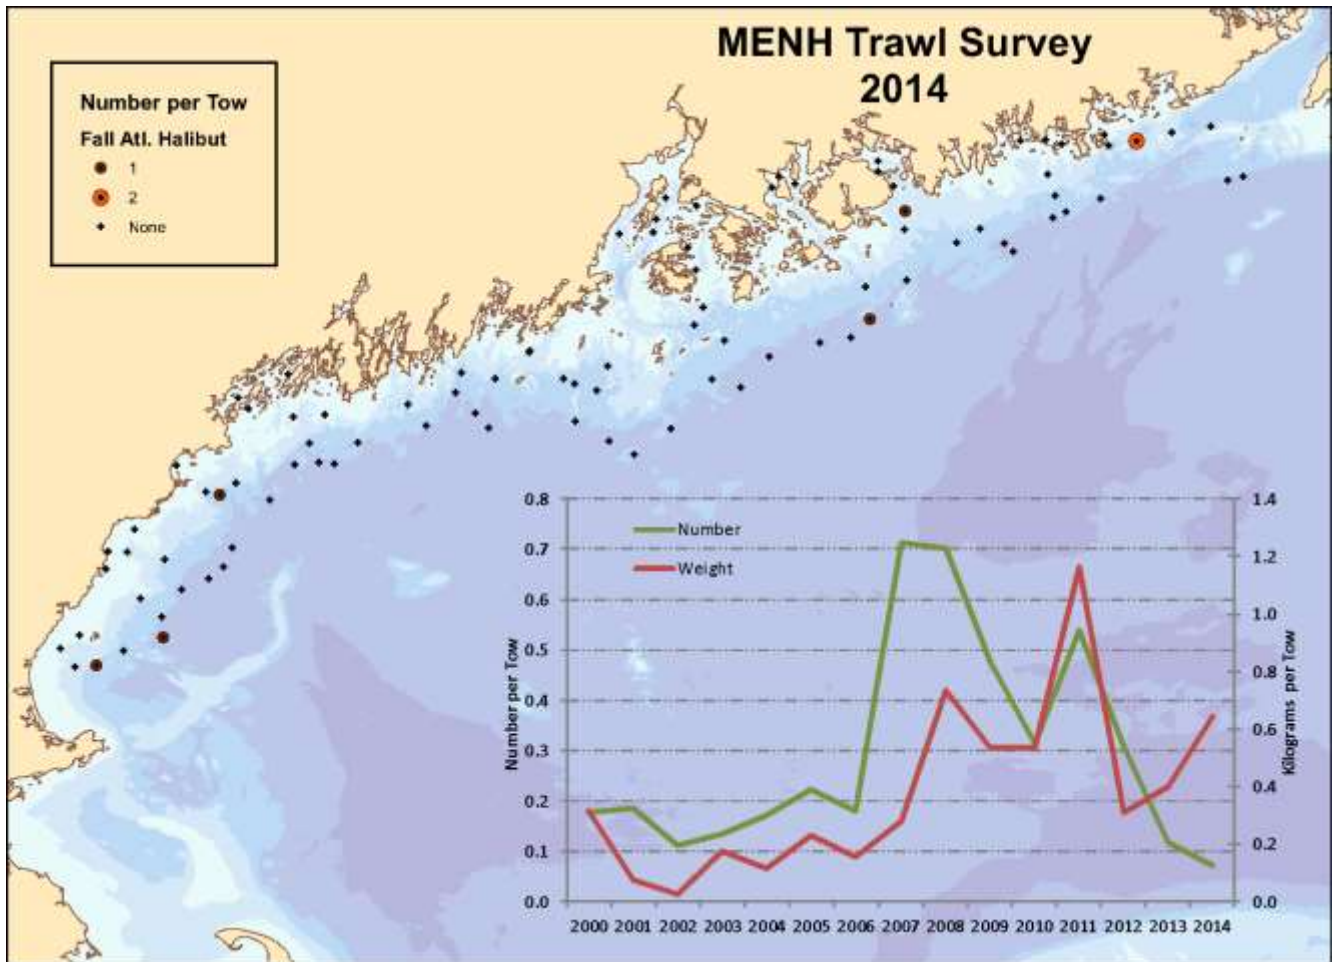 MENH Trawl Survey
2014
Number per Tow
Fall Atl. Halibut
1
2
None
0.8
0.7
0.6
0.5
0.4
0.3
0.2
0.1
0.0
Number per Tow
Number
Weight
1.4
1.2
1.0
0.8
0.6
0.4
0.2
0.0
Kilograms per Tow
2000 2001 2002 2003 2004 2005 2006 2007 2008 2009 2010 2011 2012 2013 2014